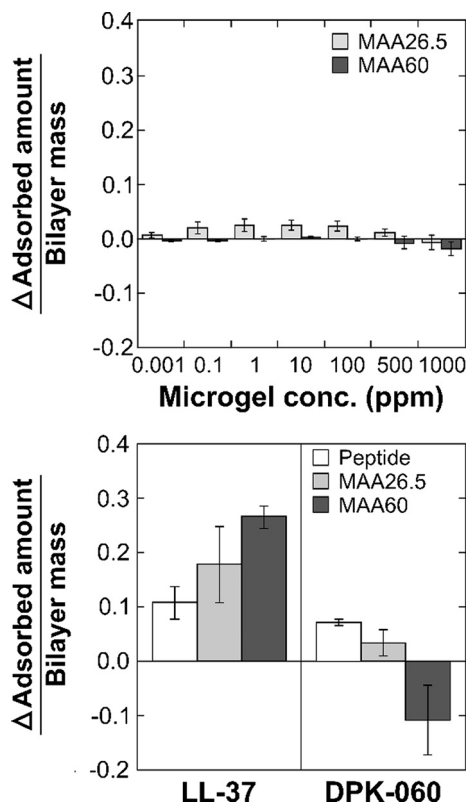 Δ Adsorbed amount
Bilayer mass
0.4
0.3
0.2
0.1
0.0
-0.1
-0.2
MAA26.5
MAA60
0.001 0.1 1 10 100 500 1000
Microgel conc. (ppm)
Δ Adsorbed amount
Bilayer mass
0.4
0.3
0.2
0.1
0.0
-0.1
-0.2
Peptide
MAA26.5
MAA60
LL-37 DPK-060